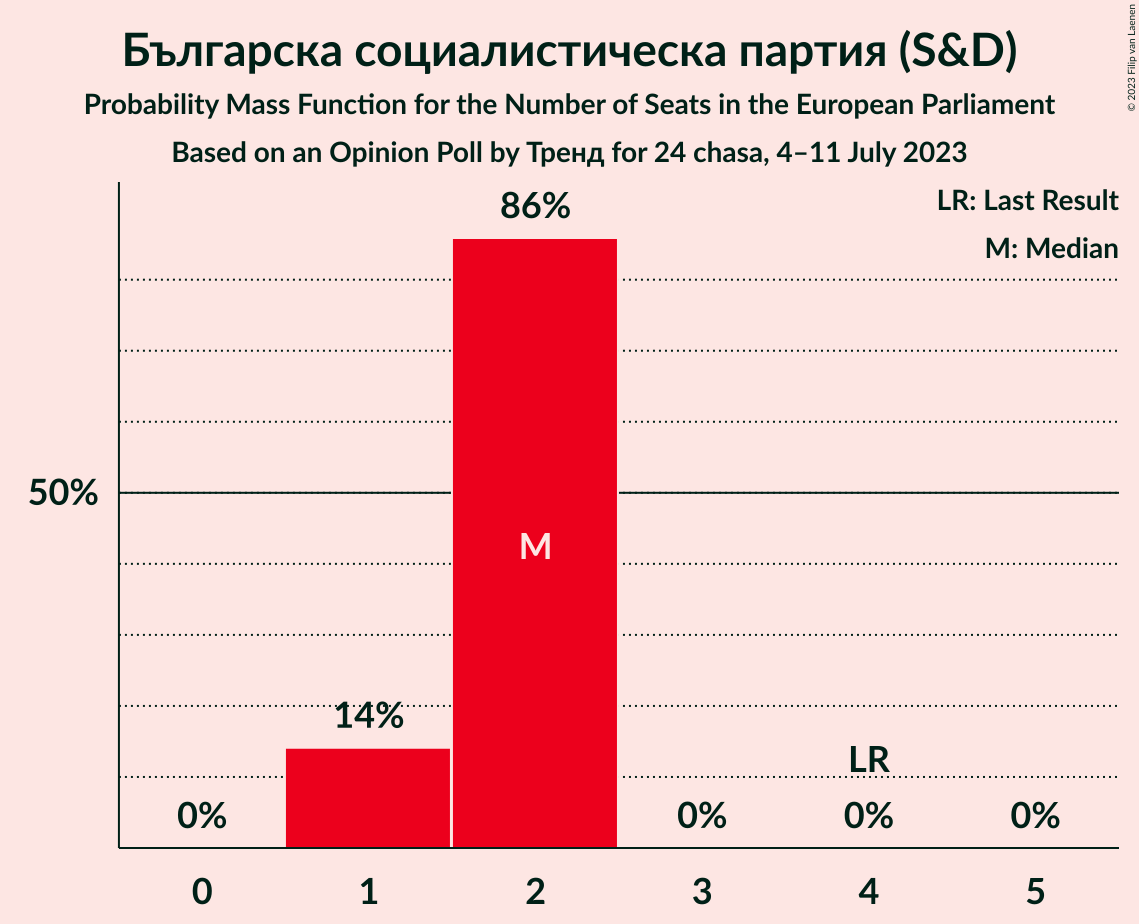 Българска социалистическа партия (S&D)
Probability Mass Function for the Number of Seats in the European Parliament
Based on an Opinion Poll by Тренд for 24 chasa, 4–11 July 2023
© 2023 Filip van Laenen
LR: Last Result
M: Median
86%
50%
M
14%
LR
0%
0%
0%
0%
0
1
2
3
4
5